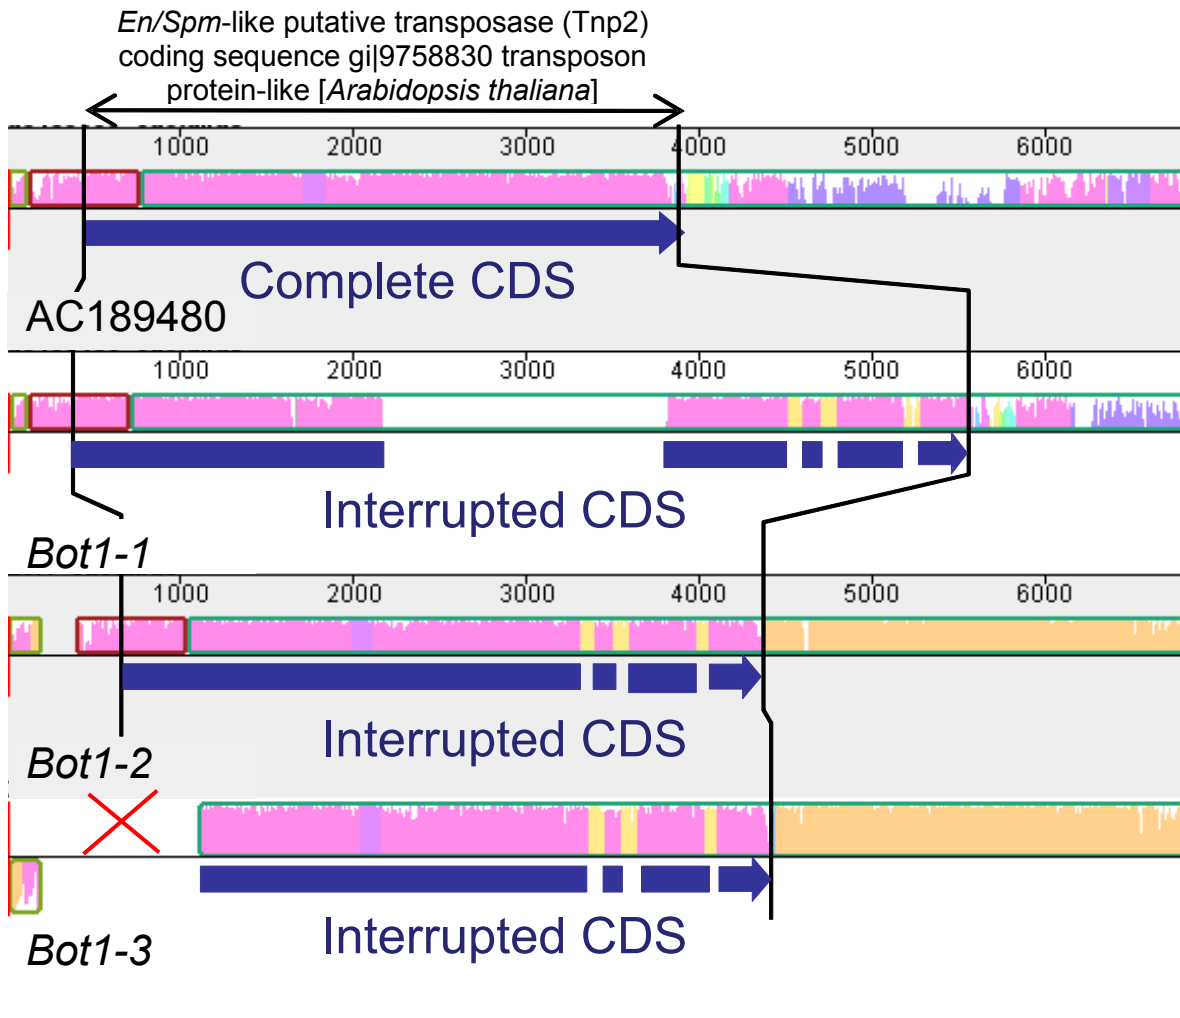 En/Spm-like putative transposase (Tnp2)
coding sequence gi|9758830 transposon
protein-like [Arabidopsis thaliana]
1000 2000 3000 4000 5000 6000
Complete CDS
AC189480
1000 2000 3000 4000 5000 6000
Interrupted CDS
Bot1-1
1000 2000 3000 4000 5000 6000
Interrupted CDS
Bot1-2
Interrupted CDS
Bot1-3